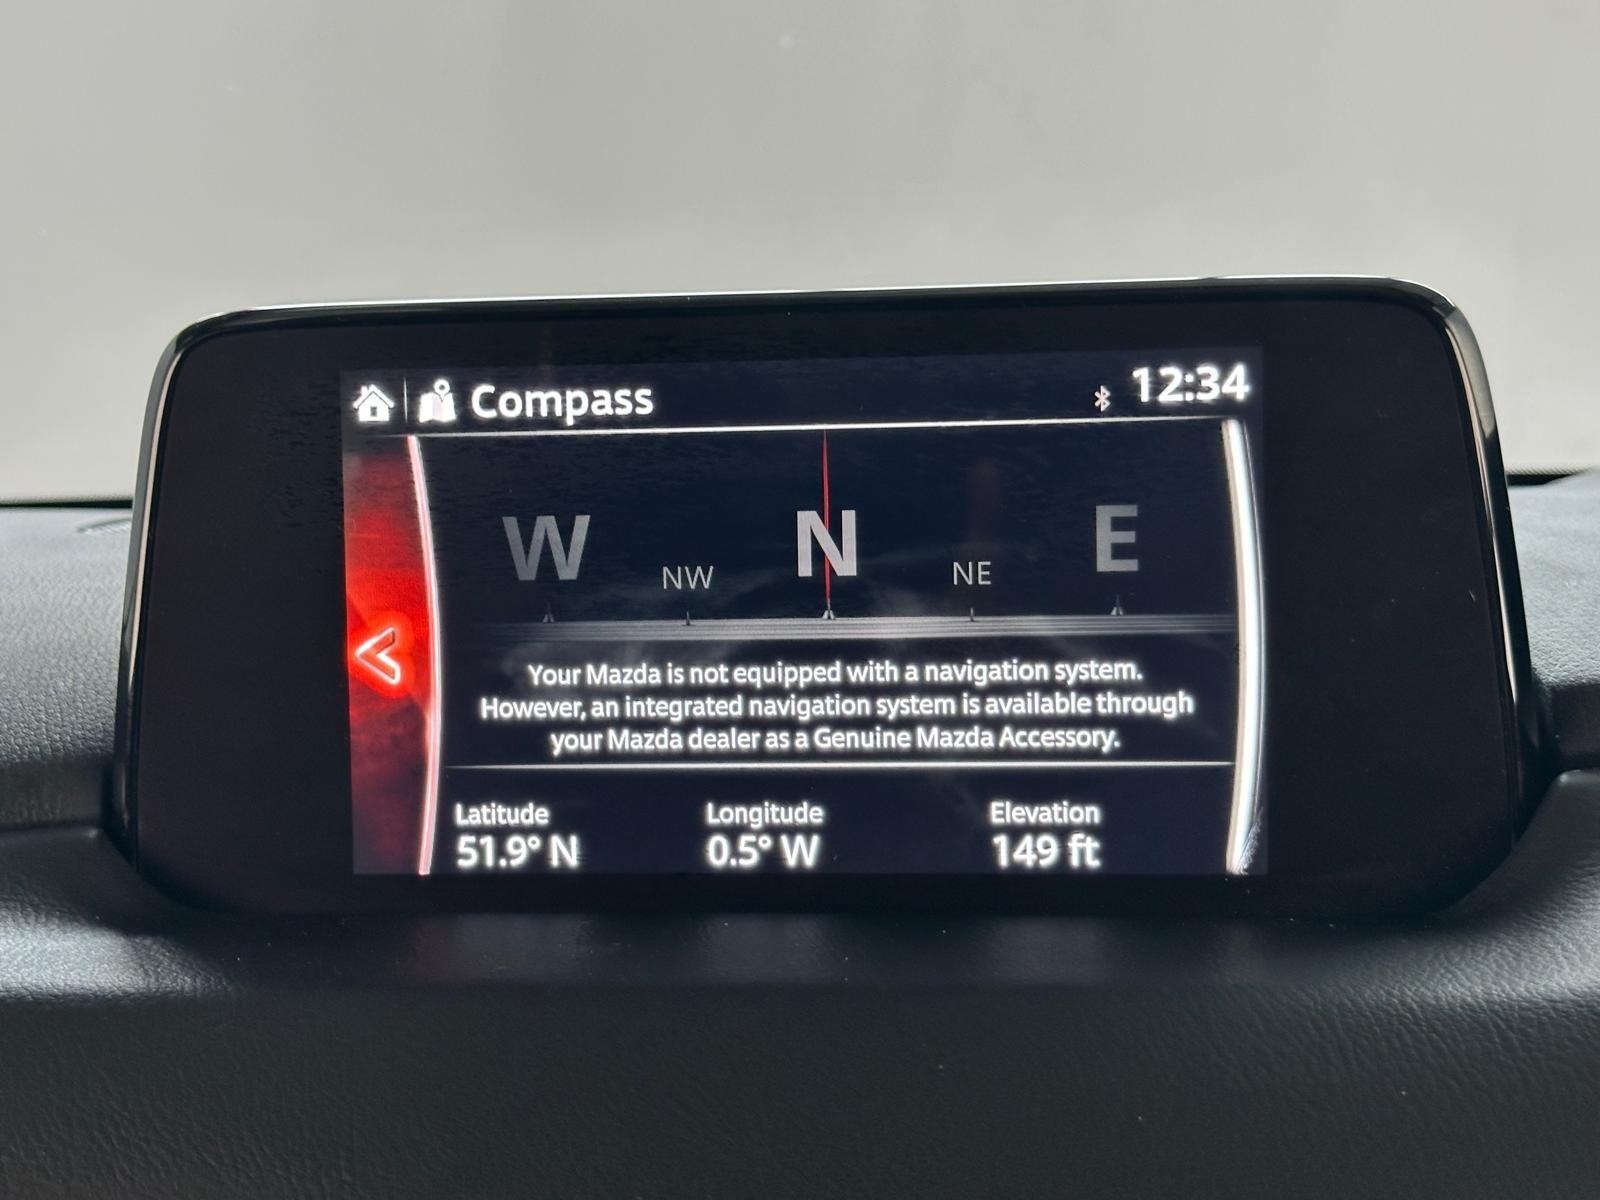 Compass
12:34
W NW N NE E
Your Mazda is not equipped with a navigation system.
However, an integrated navigation system is available through
your Mazda dealer as a Genuine Mazda Accessory.
Latitude Longitude Elevation
51.9° N 0.5° W 149 ft